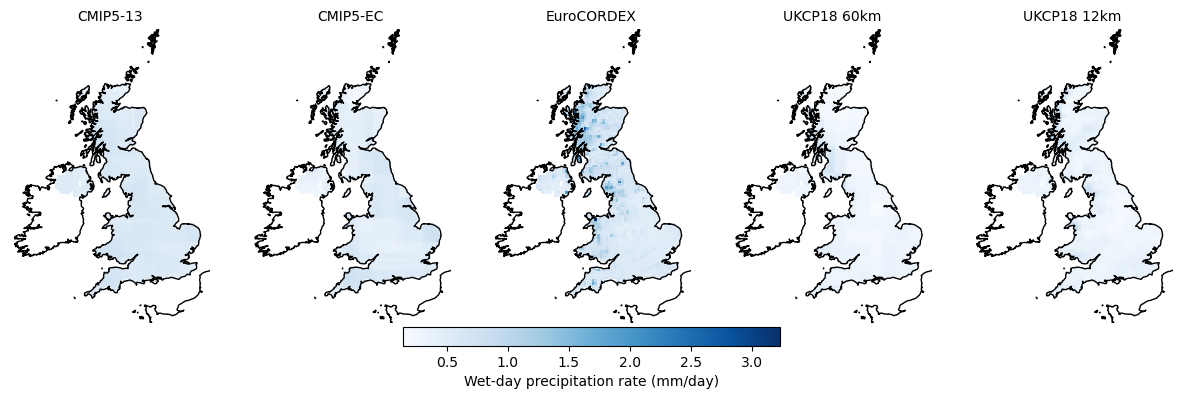 CMIP5-13
CMIP5-EC
EuroCORDEX
UKCP18 60km
UKCP18 12km
0.5
1.0
1.5
2.0
2.5
3.0
Wet-day precipitation rate (mm/day)